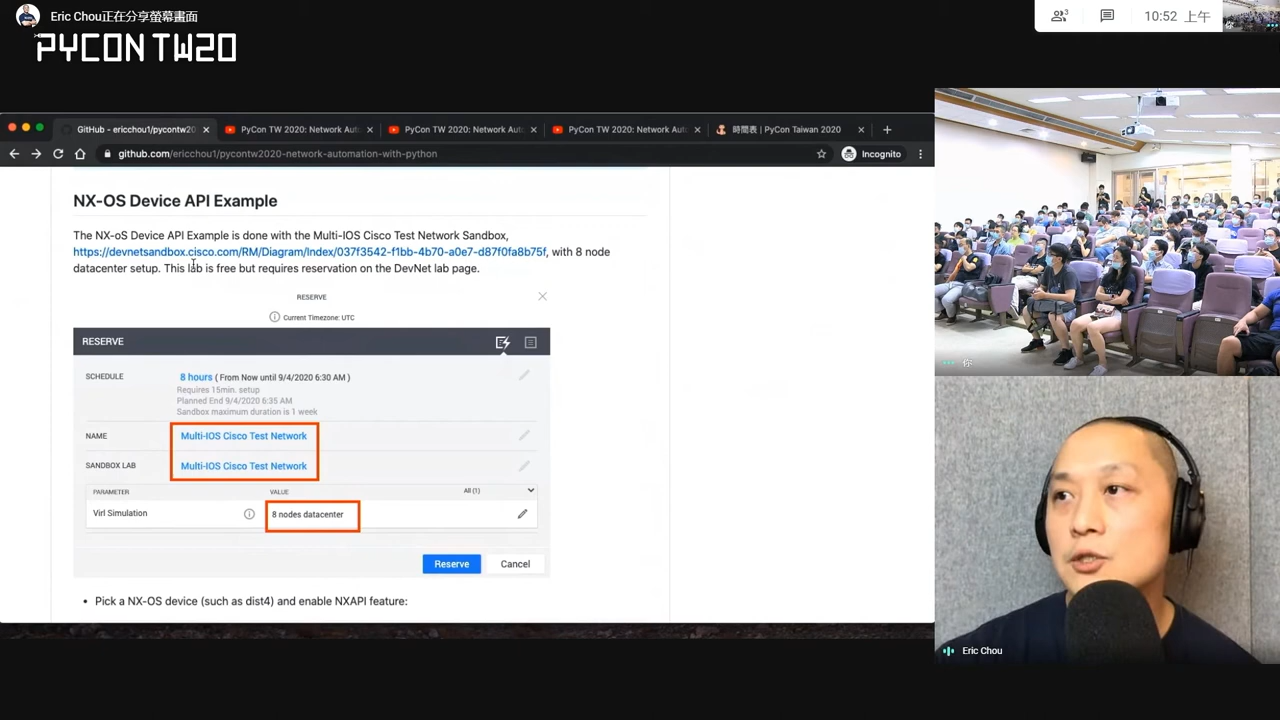 Eric Chou正在分享螢幕畫面
PYCON TW20
3
10:52 上午
你
GitHub - ericchou1/pycontw20
PyCon TW 2020: Network Auto
PyCon TW 2020: Network Auto
PyCon TW 2020: Network Auto
時間表 | PyCon Taiwan 2020
github.com/ericchou1/pycontw2020-network-automation-with-python
Incognito
NX-OS Device API Example
The NX-oS Device API Example is done with the Multi-IOS Cisco Test Network Sandbox,
https://devnetsandbox.cisco.com/RM/Diagram/Index/037f3542-f1bb-4b70-a0e7-d87f0fa8b75f, with 8 node
datacenter setup. This lab is free but requires reservation on the DevNet lab page.
RESERVE
Current Timezone: UTC
RESERVE
SCHEDULE
8 hours ( From Now until 9/4/2020 6:30 AM )
Requires 15min. setup
Planned End 9/4/2020 6:35 AM
Sandbox maximum duration is 1 week
NAME
Multi-IOS Cisco Test Network
SANDBOX LAB
Multi-IOS Cisco Test Network
PARAMETER VALUE All (1)
Virl Simulation 8 nodes datacenter
Reserve Cancel
• Pick a NX-OS device (such as dist4) and enable NXAPI feature:
你
Eric Chou